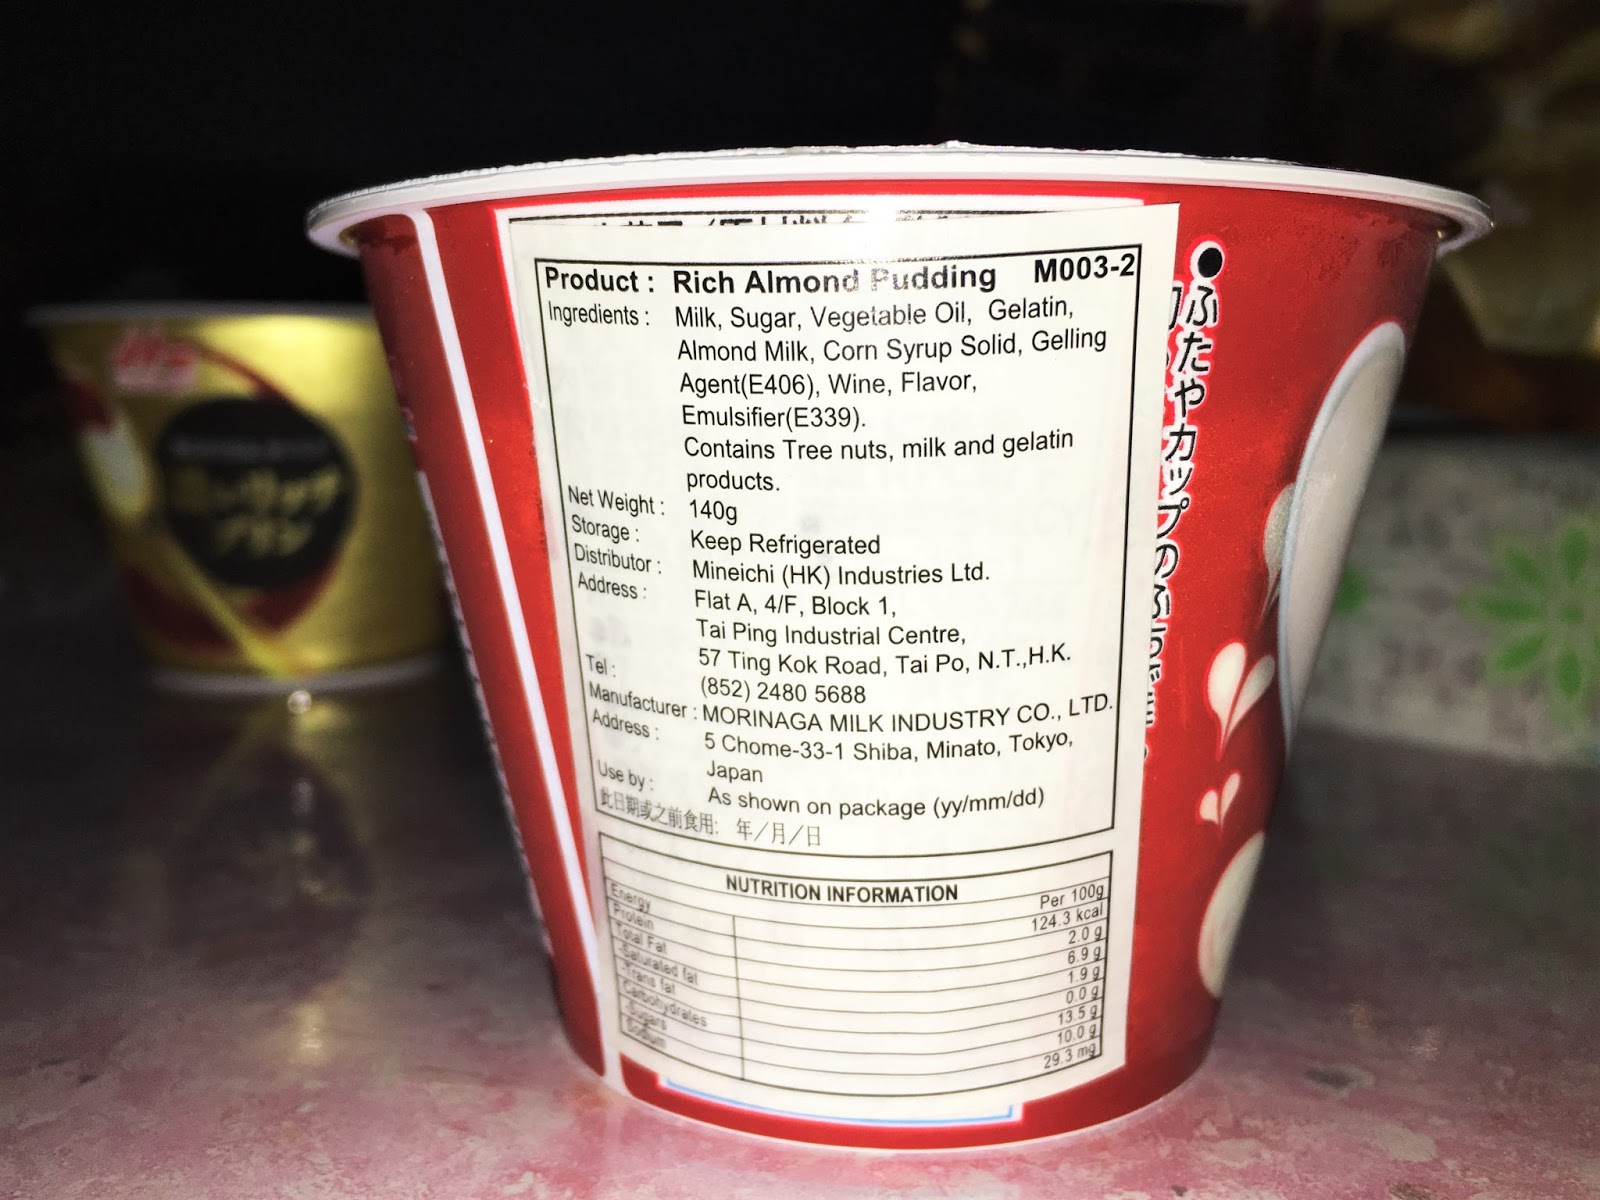 Product : Rich Almond Pudding M003-2
Ingredients : Milk, Sugar, Vegetable Oil, Gelatin,
Almond Milk, Corn Syrup Solid, Gelling
Agent(E406), Wine, Flavor,
Emulsifier(E339).
Contains Tree nuts, milk and gelatin
products.
Net Weight : 140g
Storage : Keep Refrigerated
Distributor : Mineichi (HK) Industries Ltd.
Address : Flat A, 4/F, Block 1,
Tai Ping Industrial Centre,
57 Ting Kok Road, Tai Po, N.T.,H.K.
Tel : (852) 2480 5688
Manufacturer : MORINAGA MILK INDUSTRY CO., LTD.
Address : 5 Chome-33-1 Shiba, Minato, Tokyo,
Japan
Use by : As shown on package (yy/mm/dd)
此日期或之前食用: 年/月/日
NUTRITION INFORMATION
Per 100g
Energy 124.3 kcal
Protein 2.0 g
Total Fat 6.9 g
-Saturated fat 1.9 g
-Trans fat 0.0 g
Carbohydrates 13.5 g
-Sugars 10.0 g
Sodium 29.3 mg
●ふたやカップの
プリン